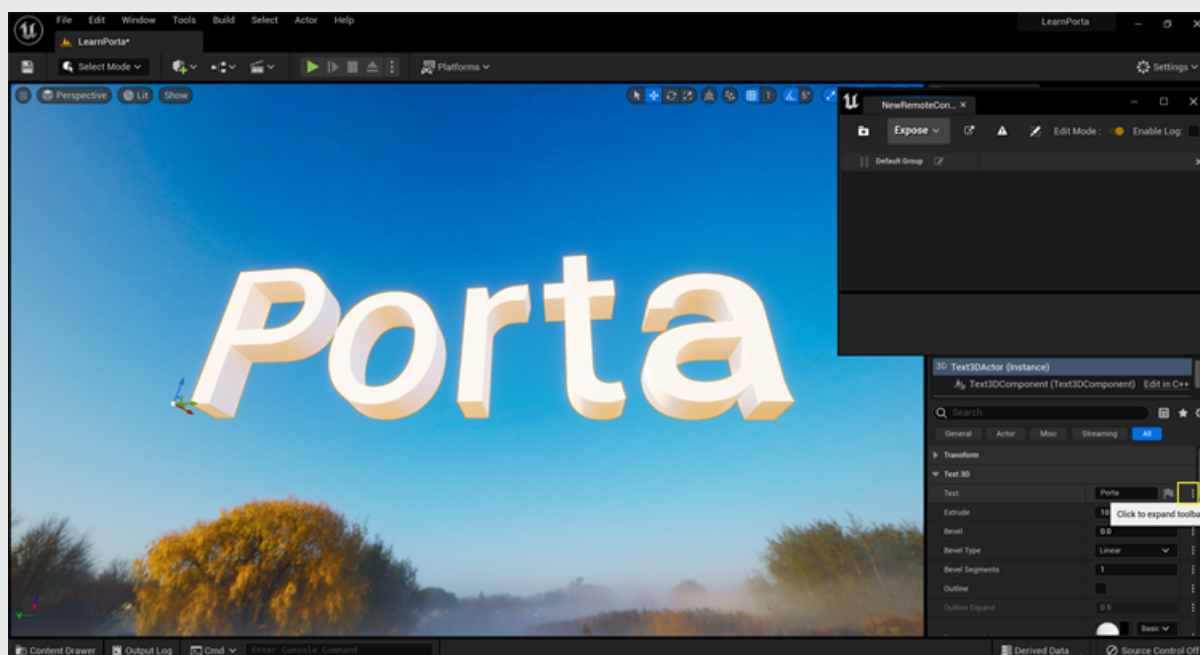 File Edit Window Tools Build Select Actor Help
LearnPorta
LearnPorta*
Select Mode
Platforms
Settings
Perspective
Lit
Show
1
5°
NewRemoteCon...
Expose
Edit Mode :
Enable Log:
Default Group
Porta
3D Text3DActor (Instance)
Text3DComponent (Text3DComponent) Edit in C++
Search
General Actor Misc Streaming All
Transform
Text 3D
Text Porta
Extrude 10
Click to expand toolba
Bevel 0.0
Bevel Type Linear
Bevel Segments 1
Outline
Outline Expand 0.5
Basic
Content Drawer Output Log Cmd Enter Console Command Derived Data Source Control Off